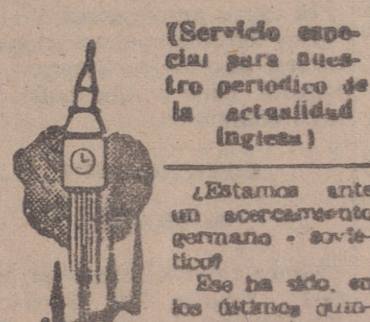 (Servicio espe-
cial para nues-
tro periodico de
la actualidad
inglesa)
¿Estamos ante
un acercamiento
germano - sovié-
tico?
Ese ha sido, en
los últimos quin-